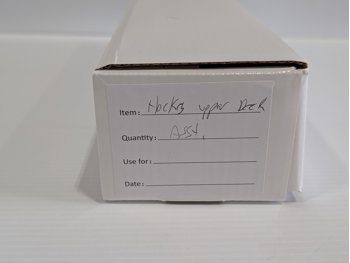 Item: Hockey upper Deck
Quantity: Asst.
Use for:
Date: